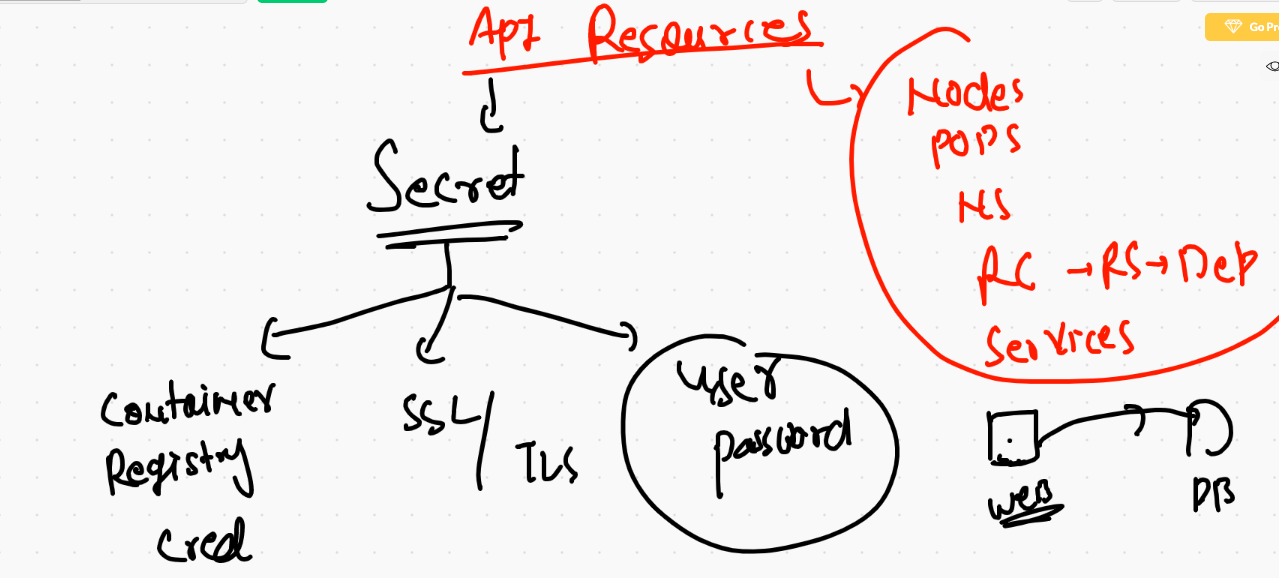 Go Pr
Api Resources
Nodes
PODS
NS
RC → RS → Dep
Services
Secret
Container
Registry
Cred
SSL/
TLS
User
password
WEB
DB